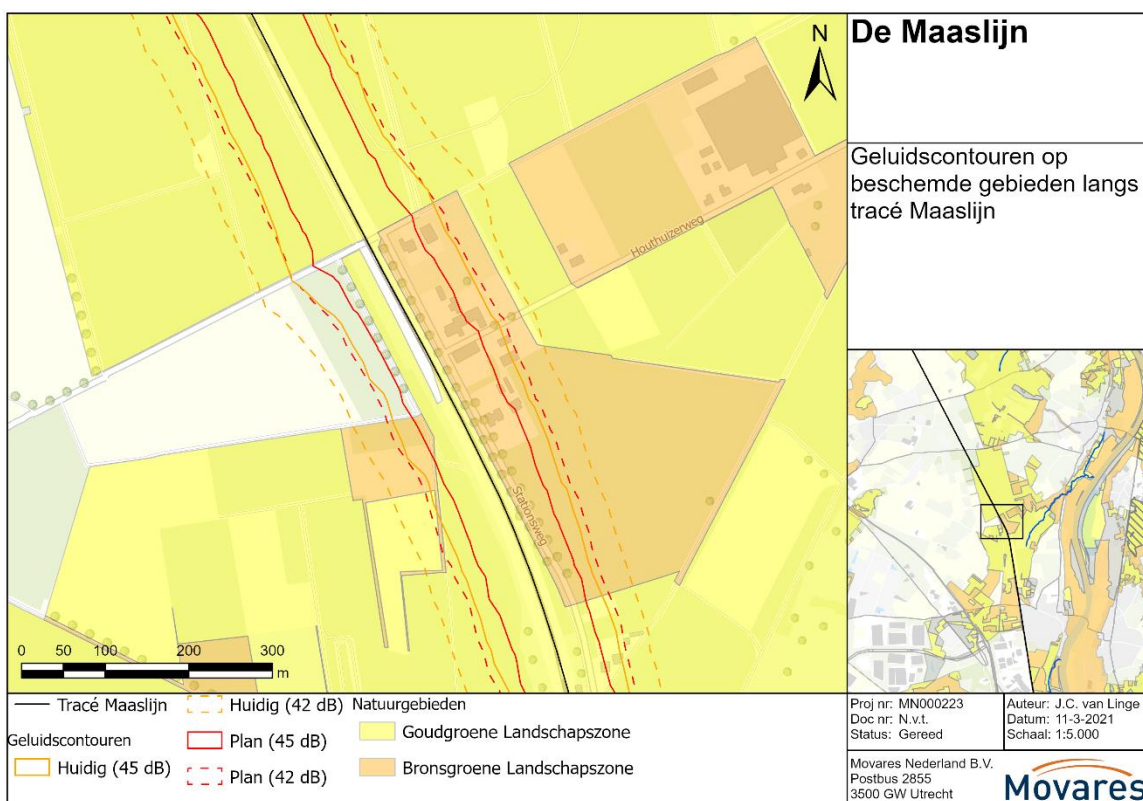 De Maaslijn
Geluidscontouren op
beschemde gebieden langs
tracé Maaslijn
N
Houthuizerweg
Stationsweg
0 50 100 200 300
m
Tracé Maaslijn
Geluidscontouren
Huidig (45 dB)
Huidig (42 dB)
Plan (45 dB)
Plan (42 dB)
Natuurgebieden
Goudgroene Landschapszone
Bronsgroene Landschapszone
Proj nr: MN000223
Doc nr: N.v.t.
Status: Gereed
Auteur: J.C. van Linge
Datum: 11-3-2021
Schaal: 1:5.000
Movares Nederland B.V.
Postbus 2855
3500 GW Utrecht
Movares